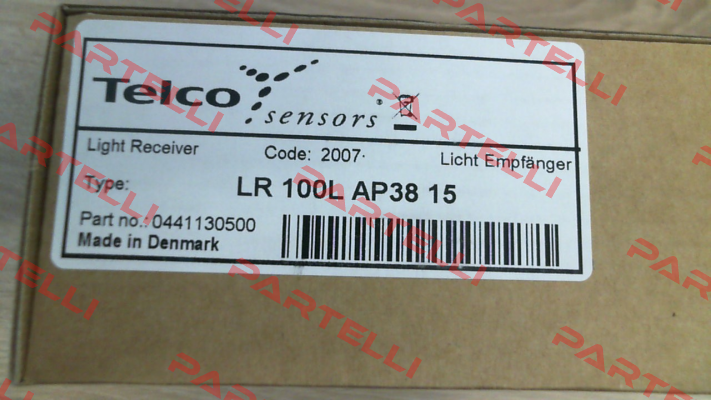 Telco
sensors ®
Light Receiver Code: 2007· Licht Empfänger
Type: LR 100L AP38 15
Part no.: 0441130500
Made in Denmark
PARTELLI
PARTELLI
PARTELLI
PARTELLI
PARTELLI
PARTELLI
PARTELLI
PARTELLI
PARTELLI